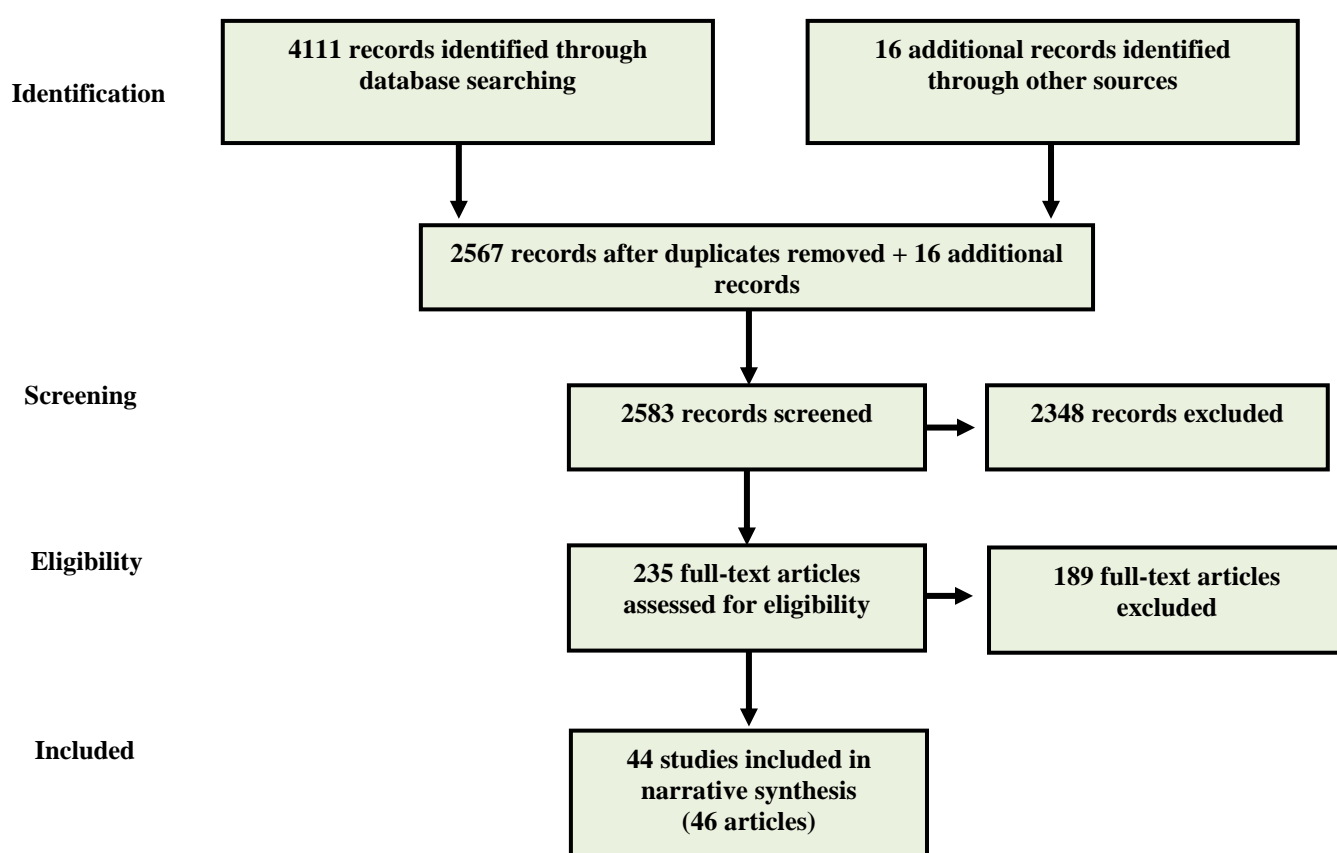 4111 records identified through
database searching
16 additional records identified
through other sources
Identification
2567 records after duplicates removed + 16 additional
records
Screening
2583 records screened
2348 records excluded
Eligibility
235 full-text articles
assessed for eligibility
189 full-text articles
excluded
Included
44 studies included in
narrative synthesis
(46 articles)